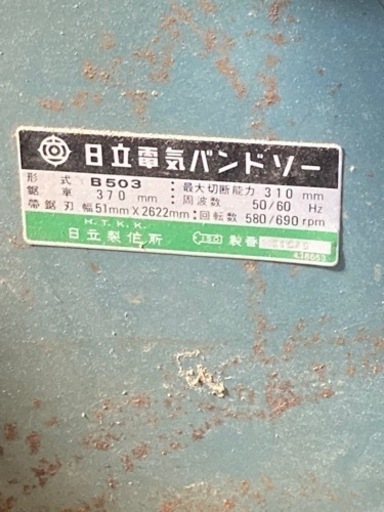 日立電気バンドソー
形式 B503 : 最大切断能力 310 mm
鋸車 370 mm : 周波数 50/60 Hz
帯鋸刃 幅51mm X 2622mm : 回転数 580/690 rpm
H.T.K.K.
日立製作所 製番
438653